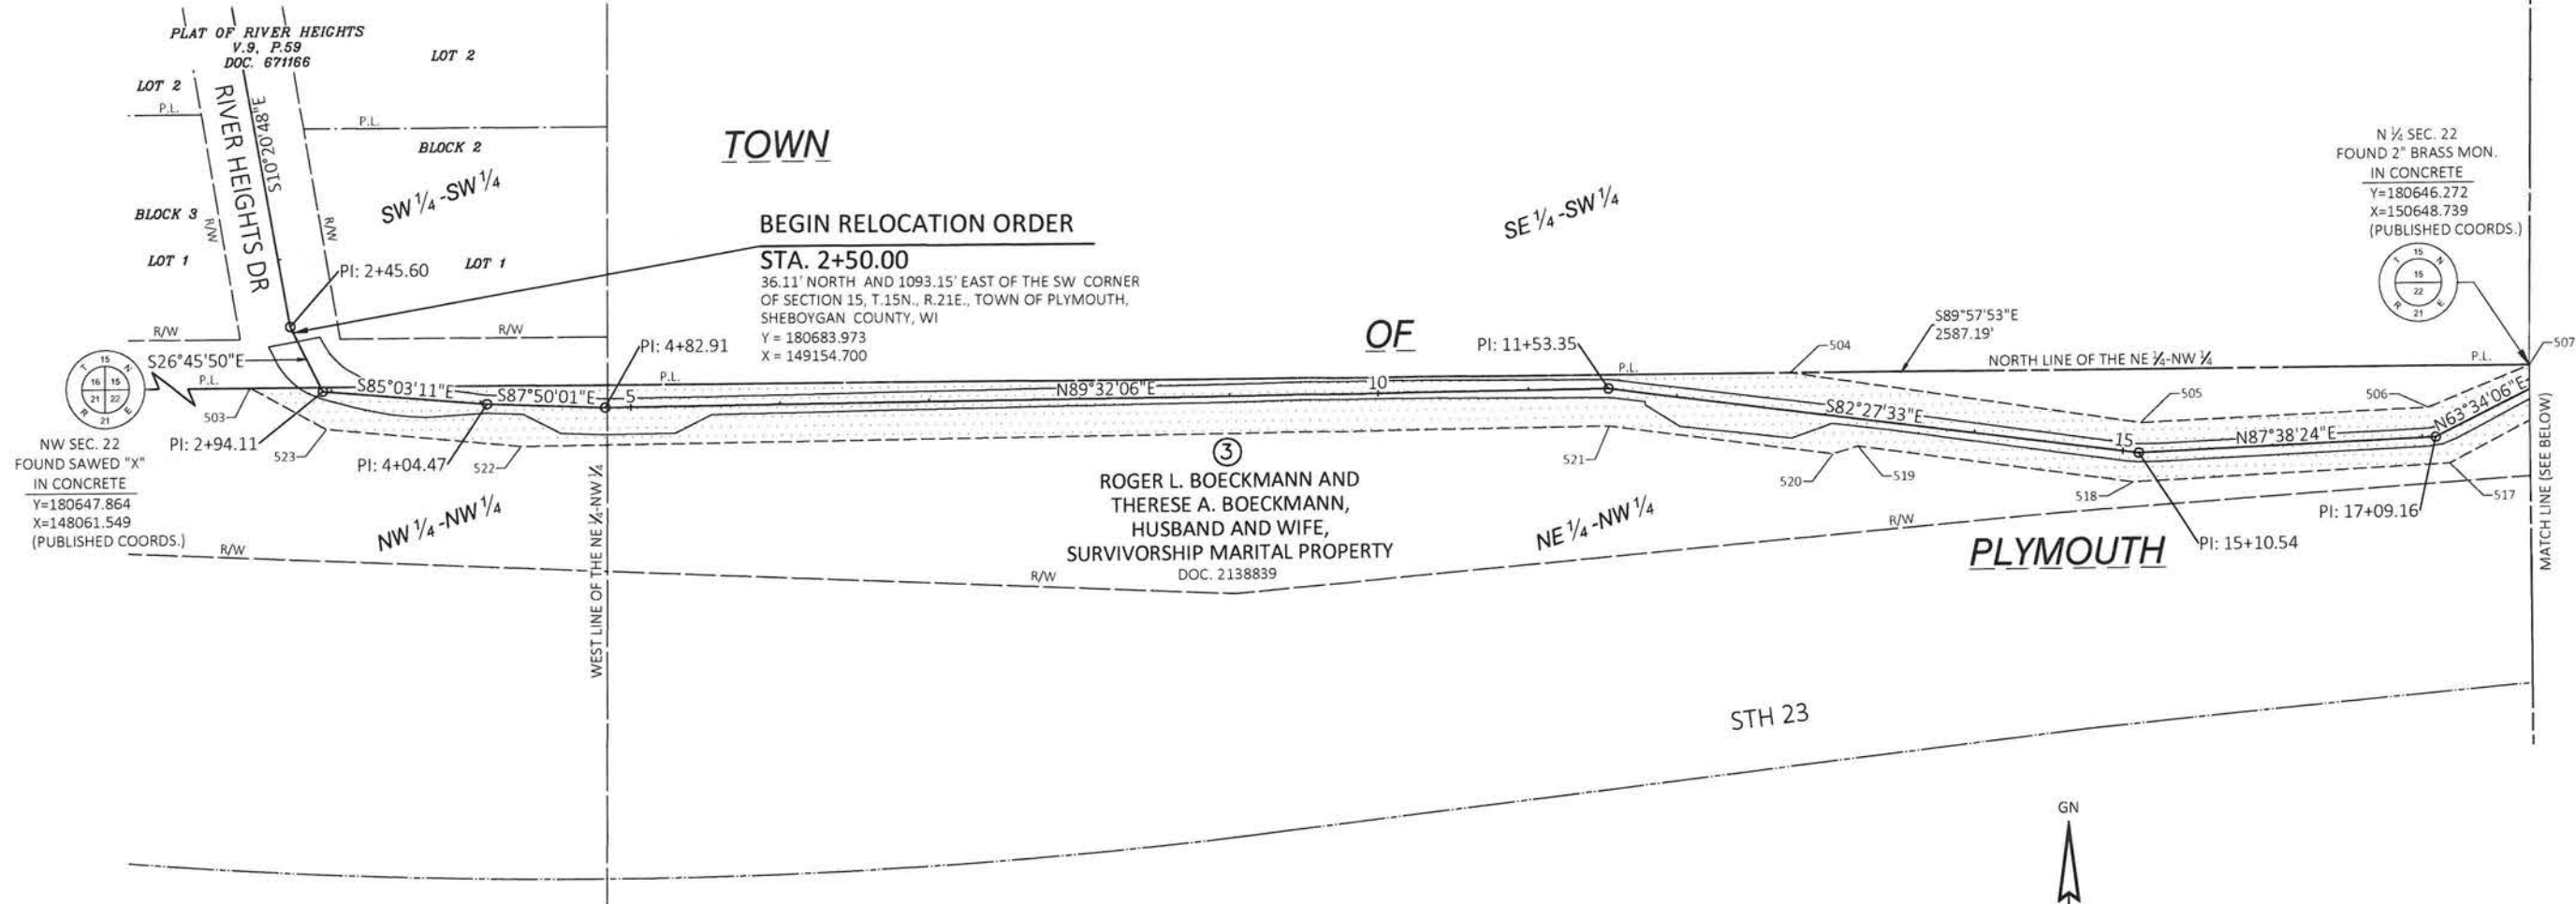 PLAT OF RIVER HEIGHTS
V.9, P.59
DOC. 671166
LOT 2
LOT 2
P.L.
P.L.
RIVER HEIGHTS DR
S10°20'48"E
BLOCK 2
SW 1/4-SW 1/4
BLOCK 3
R/W
R/W
LOT 1
LOT 1
PI: 2+45.60
R/W
R/W
TOWN
BEGIN RELOCATION ORDER
STA. 2+50.00
36.11' NORTH AND 1093.15' EAST OF THE SW CORNER
OF SECTION 15, T.15N., R.21E., TOWN OF PLYMOUTH,
SHEBOYGAN COUNTY, WI
Y = 180683.973
X = 149154.700
SE 1/4-SW 1/4
OF
N 1/4 SEC. 22
FOUND 2" BRASS MON.
IN CONCRETE
Y=180646.272
X=150648.739
(PUBLISHED COORDS.)
T N
15
15
22
R E
21
S89°57'53"E
2587.19'
NORTH LINE OF THE NE 1/4-NW 1/4
P.L.
507
504
505
506
T N
15
16 15
21 22
R E
21
S26°45'50"E
P.L.
503
NW SEC. 22
FOUND SAWED "X"
IN CONCRETE
Y=180647.864
X=148061.549
(PUBLISHED COORDS.)
PI: 2+94.11
523
S85°03'11"E
S87°50'01"E
PI: 4+04.47
522
PI: 4+82.91
5
P.L.
N89°32'06"E
10
PI: 11+53.35
P.L.
S82°27'33"E
15
N87°38'24"E
N63°34'06"E
521
520
519
518
517
PI: 15+10.54
PI: 17+09.16
MATCH LINE (SEE BELOW)
WEST LINE OF THE NE 1/4-NW 1/4
NW 1/4-NW 1/4
R/W
3
ROGER L. BOECKMANN AND
THERESE A. BOECKMANN,
HUSBAND AND WIFE,
SURVIVORSHIP MARITAL PROPERTY
DOC. 2138839
R/W
NE 1/4-NW 1/4
R/W
PLYMOUTH
STH 23
GN